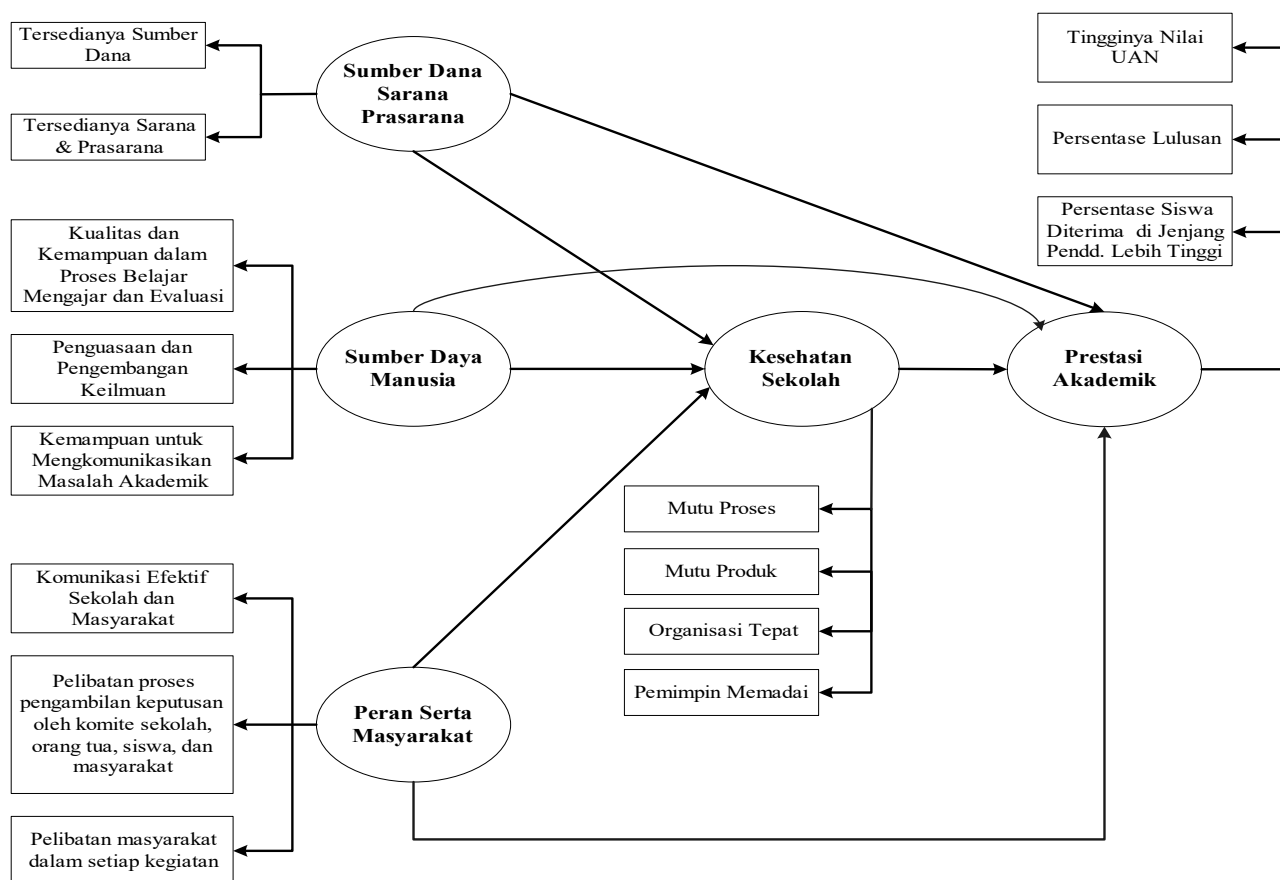 Tersedianya Sumber
Dana
Tersedianya Sarana
& Prasarana
Sumber Dana
Sarana
Prasarana
Tingginya Nilai
UAN
Persentase Lulusan
Persentase Siswa
Diterima di Jenjang
Pendd. Lebih Tinggi
Kualitas dan
Kemampuan dalam
Proses Belajar
Mengajar dan Evaluasi
Penguasaan dan
Pengembangan
Keilmuan
Kemampuan untuk
Mengkomunikasikan
Masalah Akademik
Sumber Daya
Manusia
Kesehatan
Sekolah
Prestasi
Akademik
Mutu Proses
Mutu Produk
Organisasi Tepat
Pemimpin Memadai
Komunikasi Efektif
Sekolah dan
Masyarakat
Pelibatan proses
pengambilan keputusan
oleh komite sekolah,
orang tua, siswa, dan
masyarakat
Pelibatan masyarakat
dalam setiap kegiatan
Peran Serta
Masyarakat